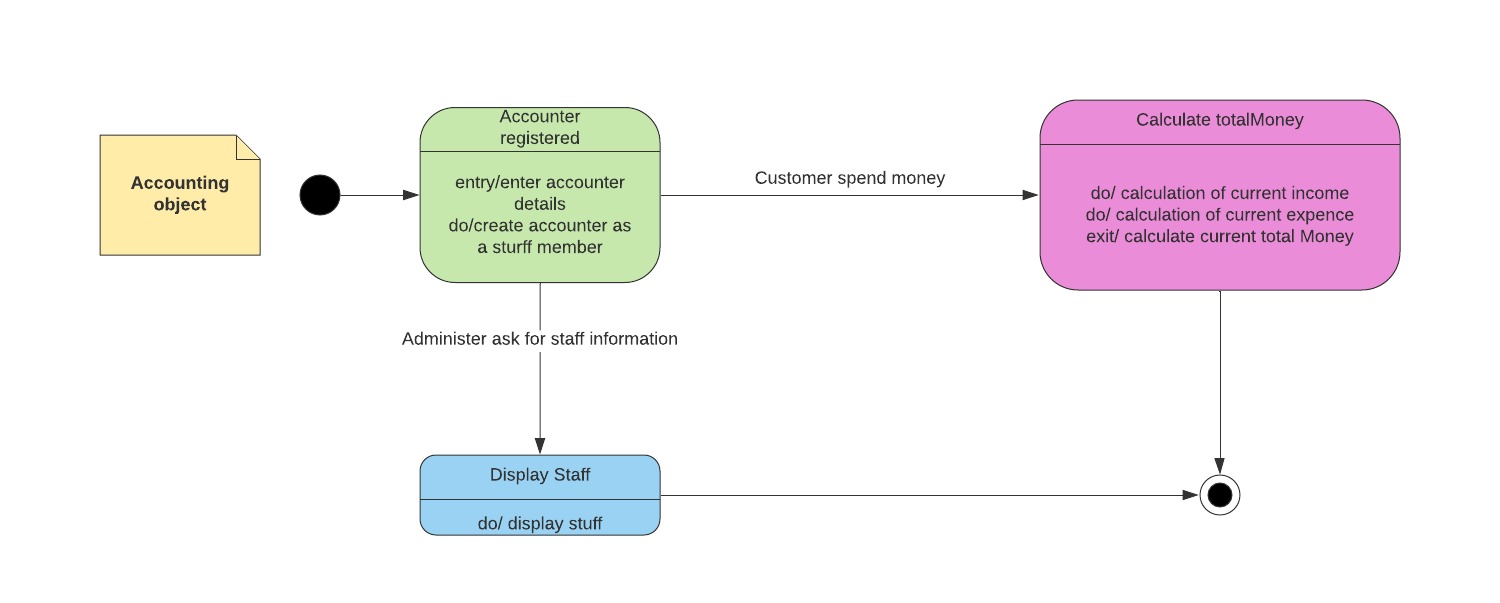 Accounting
object
Accounter
registered
entry/enter accounter
details
do/create accounter as
a sturff member
Customer spend money
Calculate totalMoney
do/ calculation of current income
do/ calculation of current expence
exit/ calculate current total Money
Administer ask for staff information
Display Staff
do/ display stuff